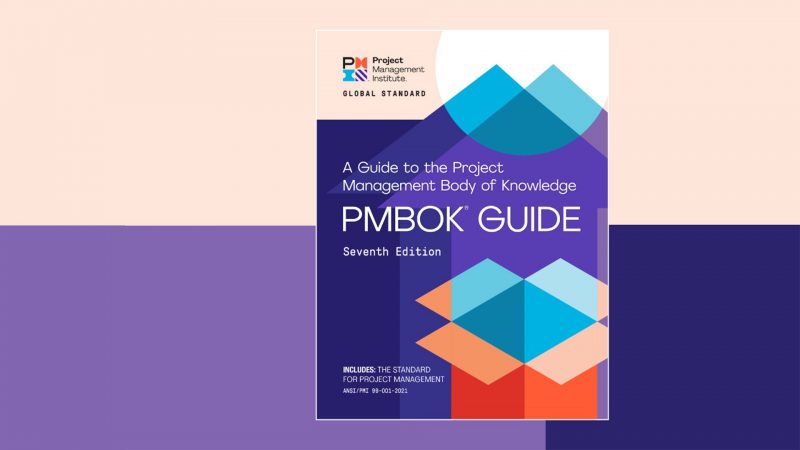 PM
Project
Management
Institute.
GLOBAL STANDARD
A Guide to the Project
Management Body of Knowledge
PMBOK® GUIDE
Seventh Edition
INCLUDES: THE STANDARD
FOR PROJECT MANAGEMENT
ANSI/PMI 99-001-2021